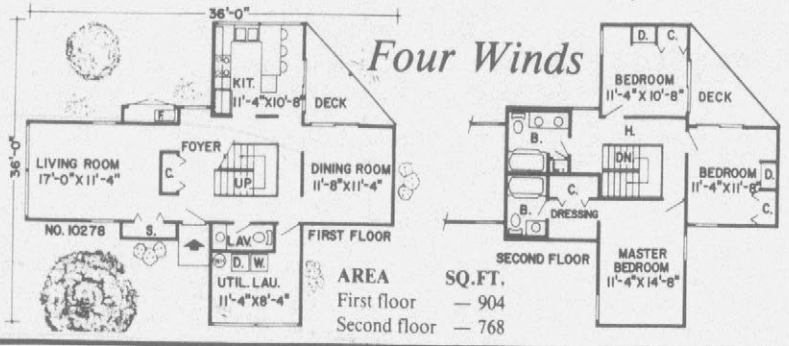 36'-0"
Four Winds
36'-0"
KIT.
11'-4"X10'-8"
DECK
F.
FOYER
LIVING ROOM
17'-0"X11'-4"
C.
UP
DINING ROOM
11'-8"X11'-4"
NO. 10278
S.
LAV.
FIRST FLOOR
D. W.
UTIL. LAU.
11'-4"X8'-4"
D. C.
BEDROOM
11'-4"X10'-8"
DECK
B.
H.
DN.
BEDROOM
11'-4"X11'-8"
D.
C.
C.
B.
DRESSING
SECOND FLOOR
MASTER
BEDROOM
11'-4"X14'-8"
AREA SQ.FT.
First floor — 904
Second floor — 768